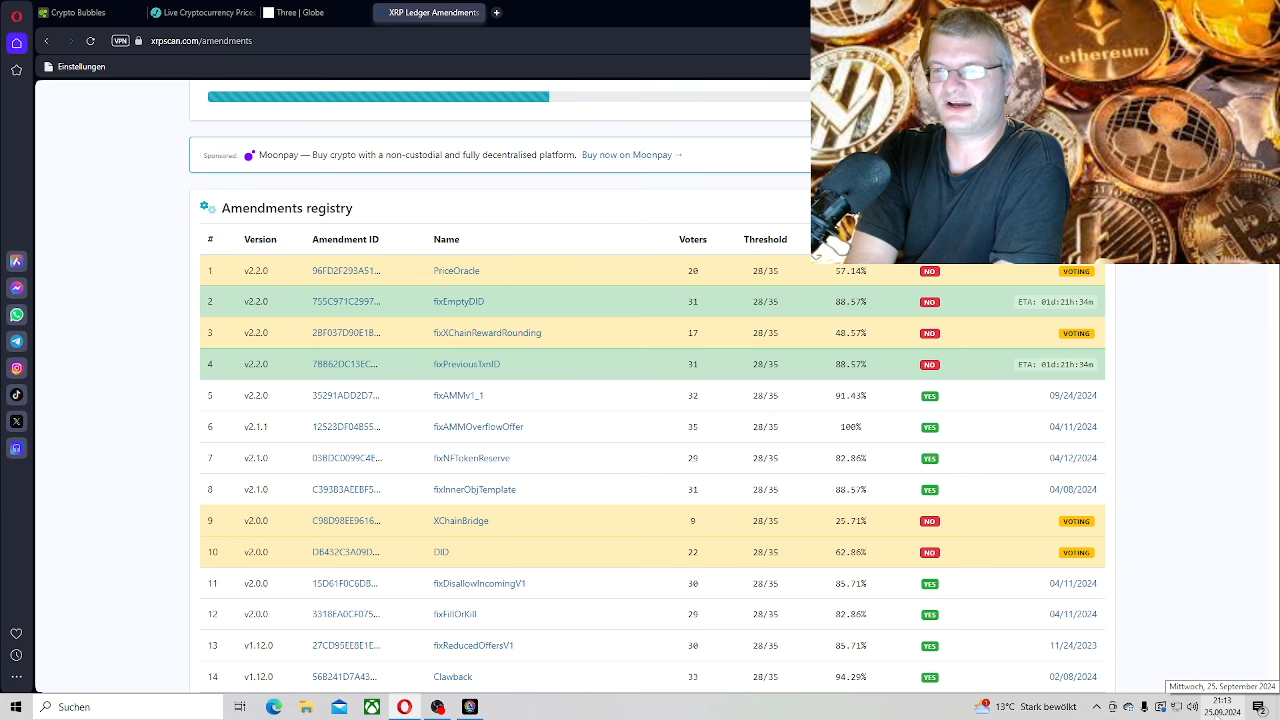 Crypto Bubbles
Live Cryptocurrency Prices
Three | Globe
XRP Ledger Amendments
VPN
xrpscan.com/amendments
Einstellungen
ethereum
Sponsored: Moonpay — Buy crypto with a non-custodial and fully decentralised platform. Buy now on Moonpay →
Amendments registry
# Version Amendment ID Name Voters Threshold
1 v2.2.0 96FD2F293A51... PriceOracle 20 28/35 57.14% NO VOTING
2 v2.2.0 755C971C2997... fixEmptyDID 31 28/35 88.57% NO ETA: 01d:21h:34m
3 v2.2.0 2BF037D90E1B... fixXChainRewardRounding 17 28/35 48.57% NO VOTING
4 v2.2.0 7BB62DC13EC... fixPreviousTxnID 31 28/35 88.57% NO ETA: 01d:21h:34m
5 v2.2.0 35291ADD2D7... fixAMMv1_1 32 28/35 91.43% YES 09/24/2024
6 v2.1.1 12523DF04B55... fixAMMOverflowOffer 35 28/35 100% YES 04/11/2024
7 v2.1.0 03BDC0099C4E... fixNFTokenReserve 29 28/35 82.86% YES 04/12/2024
8 v2.1.0 C393B3AEEBF5... fixInnerObjTemplate 31 28/35 88.57% YES 04/08/2024
9 v2.0.0 C98D98EE9616... XChainBridge 9 28/35 25.71% NO VOTING
10 v2.0.0 DB432C3A09D... DID 22 28/35 62.86% NO VOTING
11 v2.0.0 15D61F0C6DB... fixDisallowIncomingV1 30 28/35 85.71% YES 04/11/2024
12 v2.0.0 3318EA0CF075... fixFillOrKill 29 28/35 82.86% YES 04/11/2024
13 v1.12.0 27CD95EE8E1E... fixReducedOffersV1 30 28/35 85.71% YES 11/24/2023
14 v1.12.0 56B241D7A43... Clawback 33 28/35 94.29% YES 02/08/2024
Mittwoch, 25. September 2024
Suchen
13°C Stark bewölkt
21:13
25.09.2024
2